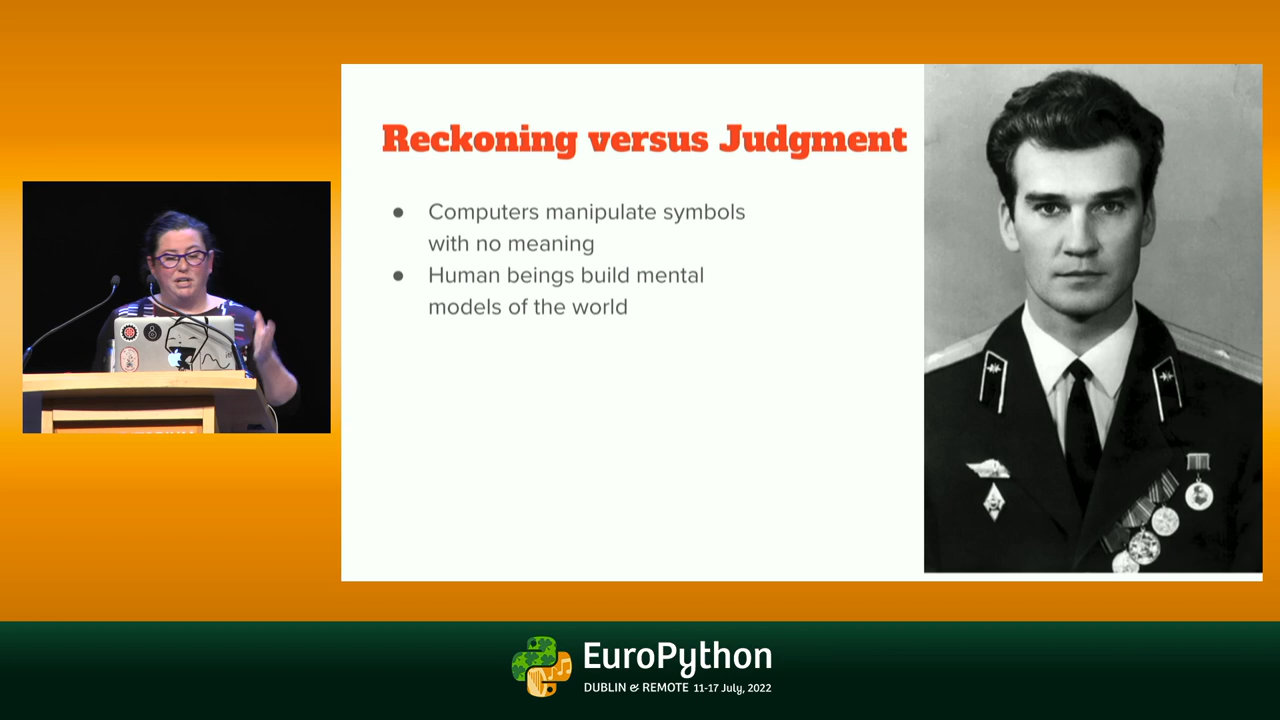 Reckoning versus Judgment
● Computers manipulate symbols
with no meaning
● Human beings build mental
models of the world
EuroPython
DUBLIN & REMOTE 11-17 July, 2022